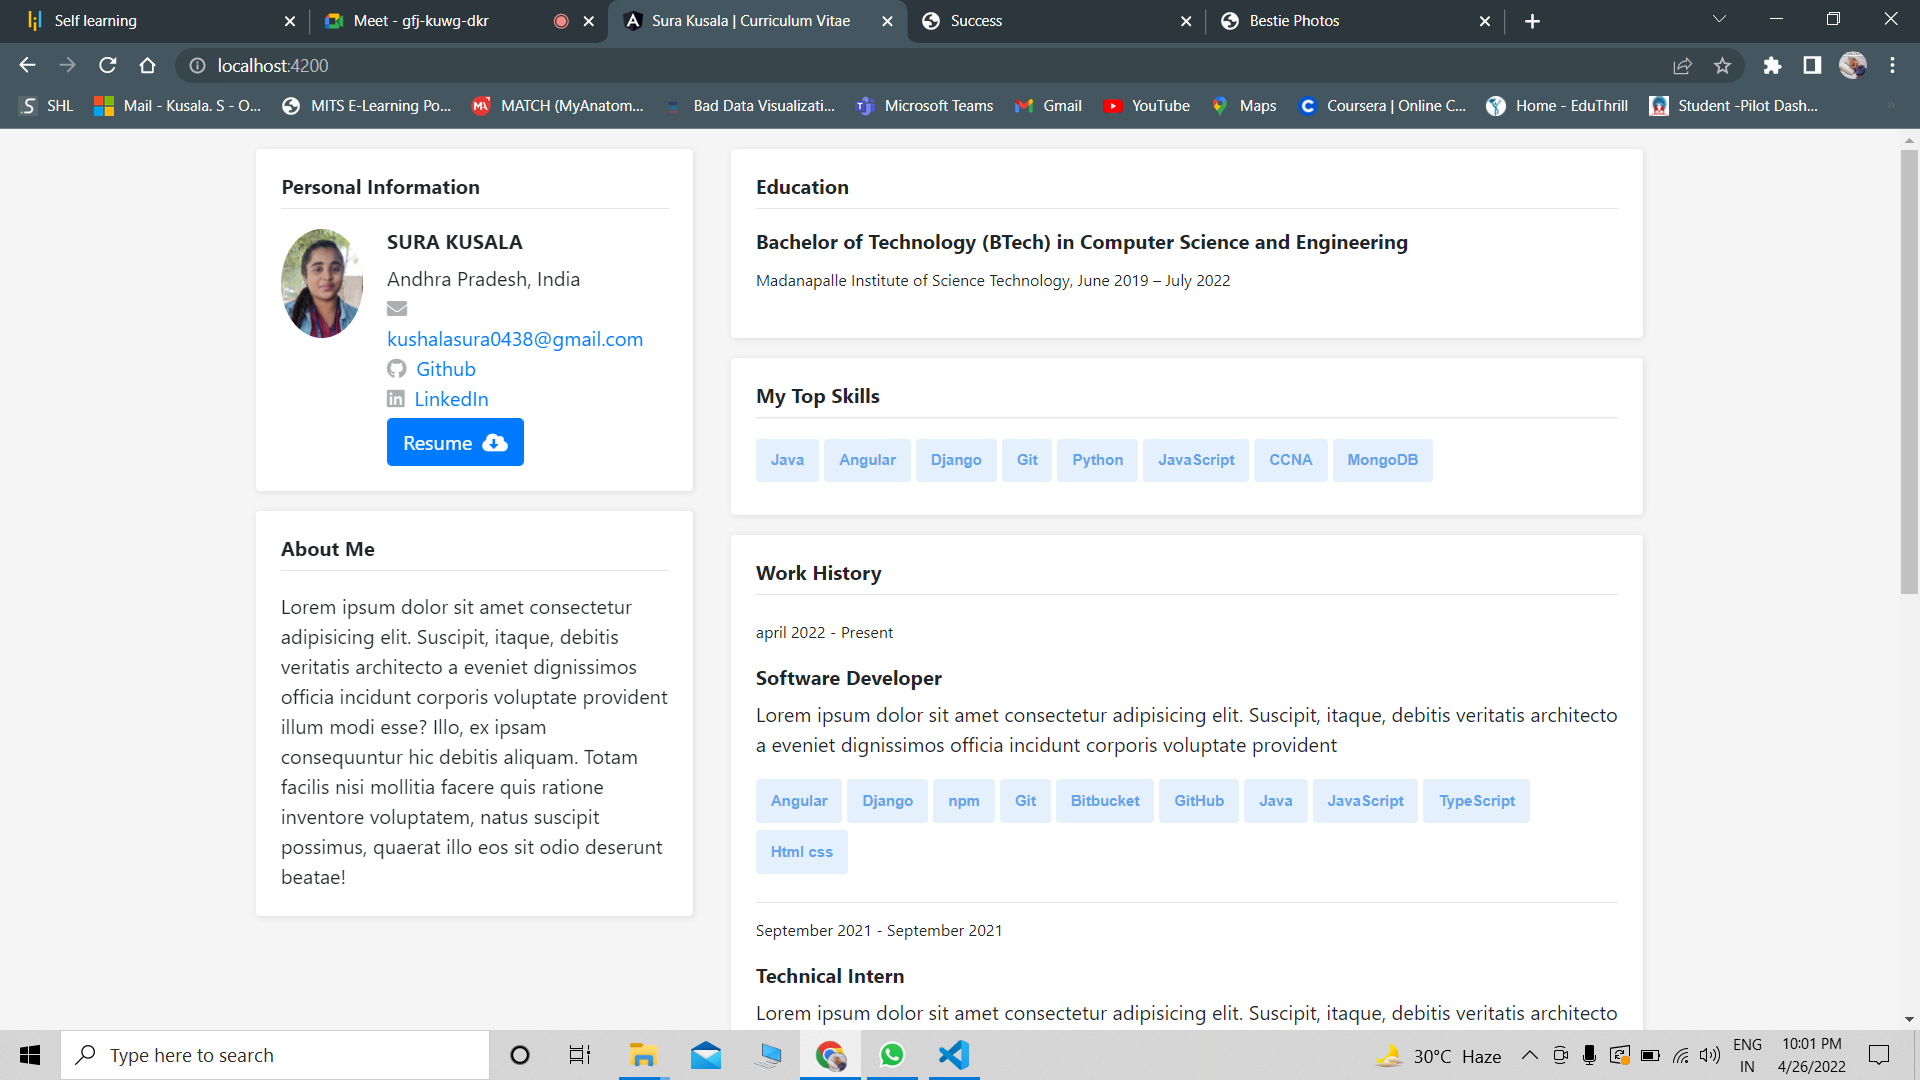 Self learning
Meet - gfj-kuwg-dkr
Sura Kusala | Curriculum Vitae
Success
Bestie Photos
localhost:4200
SHL
Mail - Kusala. S - O...
MITS E-Learning Po...
MATCH (MyAnatom...
Bad Data Visualizati...
Microsoft Teams
Gmail
YouTube
Maps
Coursera | Online C...
Home - EduThrill
Student -Pilot Dash...
Personal Information
SURA KUSALA
Andhra Pradesh, India
kushalasura0438@gmail.com
Github
LinkedIn
Resume
About Me
Lorem ipsum dolor sit amet consectetur
adipisicing elit. Suscipit, itaque, debitis
veritatis architecto a eveniet dignissimos
officia incidunt corporis voluptate provident
illum modi esse? Illo, ex ipsam
consequuntur hic debitis aliquam. Totam
facilis nisi mollitia facere quis ratione
inventore voluptatem, natus suscipit
possimus, quaerat illo eos sit odio deserunt
beatae!
Education
Bachelor of Technology (BTech) in Computer Science and Engineering
Madanapalle Institute of Science Technology, June 2019 – July 2022
My Top Skills
Java Angular Django Git Python JavaScript CCNA MongoDB
Work History
april 2022 - Present
Software Developer
Lorem ipsum dolor sit amet consectetur adipisicing elit. Suscipit, itaque, debitis veritatis architecto
a eveniet dignissimos officia incidunt corporis voluptate provident
Angular Django npm Git Bitbucket GitHub Java JavaScript TypeScript
Html css
September 2021 - September 2021
Technical Intern
Lorem ipsum dolor sit amet consectetur adipisicing elit. Suscipit, itaque, debitis veritatis architecto
Type here to search
30°C Haze
ENG
IN
10:01 PM
4/26/2022